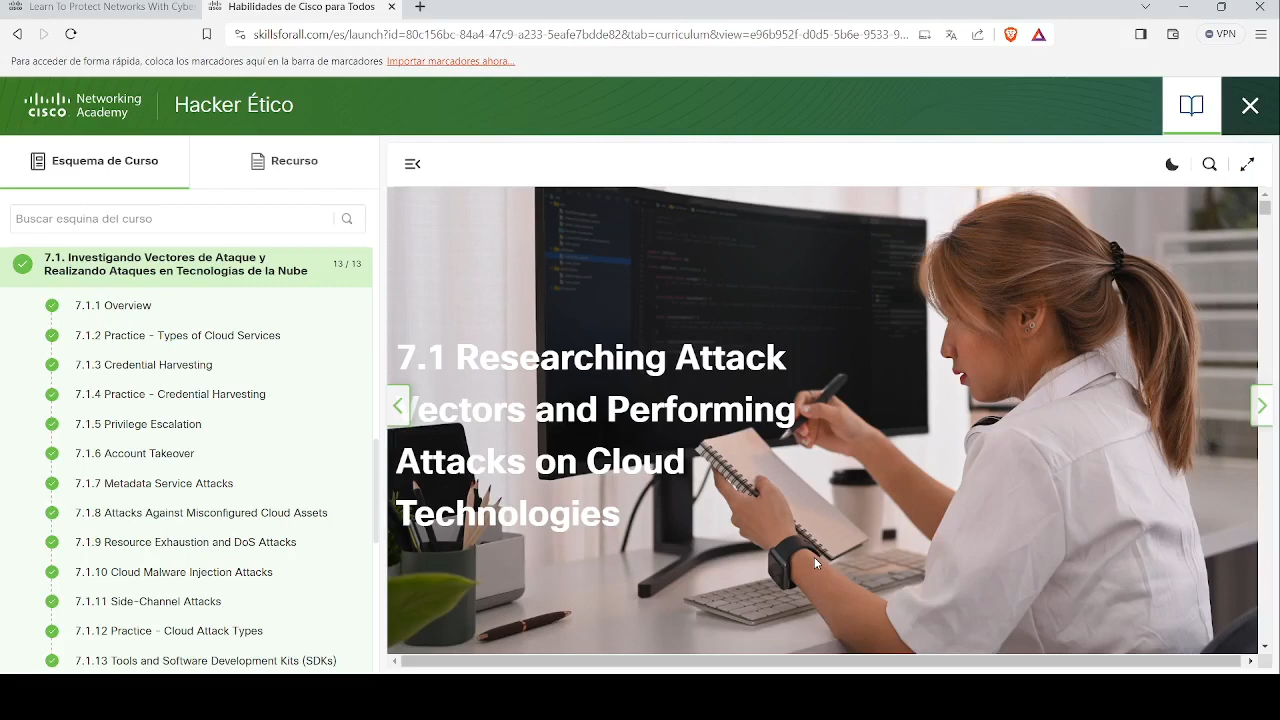 Learn To Protect Networks With Cybe
Habilidades de Cisco para Todos
skillsforall.com/es/launch?id=80c156bc-84a4-47c9-a233-5eafe7bdde82&tab=curriculum&view=e96b952f-d0d5-5b6e-9533-9...
VPN
Para acceder de forma rápida, coloca los marcadores aquí en la barra de marcadores Importar marcadores ahora...
CISCO Networking Academy
Hacker Ético
Esquema de Curso
Recurso
Buscar esquina del curso
7.1. Investigando Vectores de Ataque y
Realizando Ataques en Tecnologías de la Nube
13 / 13
7.1.1 Overview
7.1.2 Practice - Types of Cloud Services
7.1.3 Credential Harvesting
7.1.4 Practice - Credential Harvesting
7.1.5 Privilege Escalation
7.1.6 Account Takeover
7.1.7 Metadata Service Attacks
7.1.8 Attacks Against Misconfigured Cloud Assets
7.1.9 Resource Exhaustion and DoS Attacks
7.1.10 Cloud Malware Injection Attacks
7.1.11 Side-Channel Attacks
7.1.12 Practice - Cloud Attack Types
7.1.13 Tools and Software Development Kits (SDKs)
7.1 Researching Attack
Vectors and Performing
Attacks on Cloud
Technologies